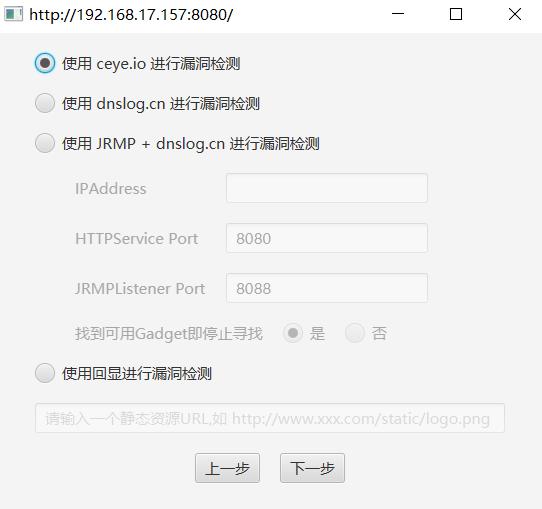 http://192.168.17.157:8080/
使用 ceye.io 进行漏洞检测
使用 dnslog.cn 进行漏洞检测
使用 JRMP + dnslog.cn 进行漏洞检测
IPAddress
HTTPService Port 8080
JRMPListener Port 8088
找到可用Gadget即停止寻找 是 否
使用回显进行漏洞检测
请输入一个静态资源URL,如 http://www.xxx.com/static/logo.png
上一步 下一步